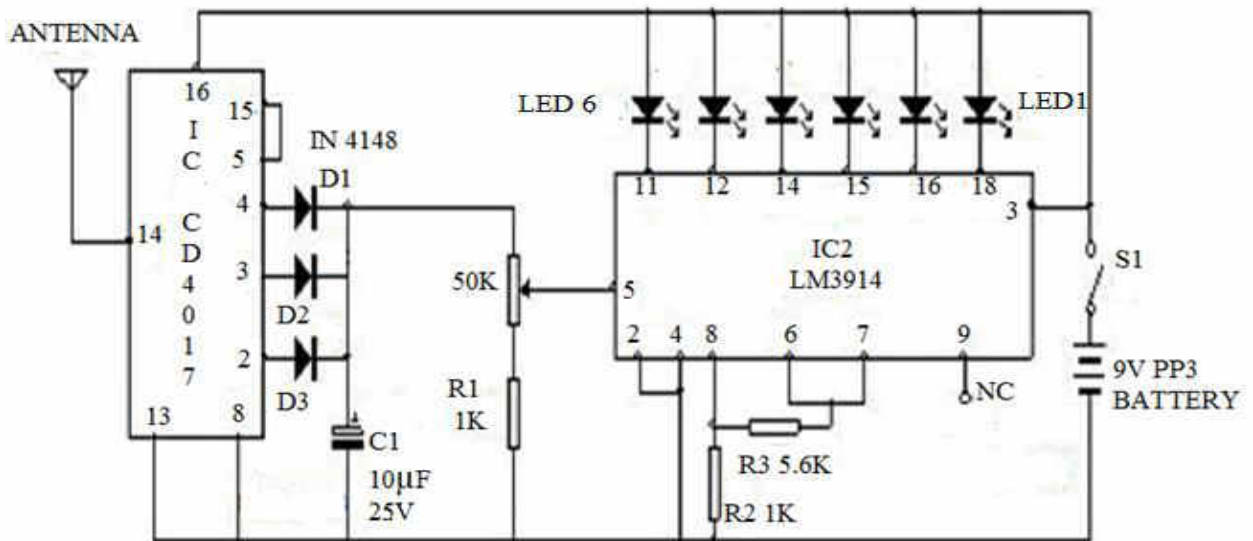 ANTENNA
16
15
I
C
5
IN 4148
D1
4
C
D
4
0
1
7
14
3
D2
2
D3
13
8
C1
10µF
25V
50K
R1
1K
LED 6
LED1
11
12
14
15
16
18
3
IC2
LM3914
5
2
4
8
6
7
9
NC
R3 5.6K
R2 1K
S1
9V PP3
BATTERY